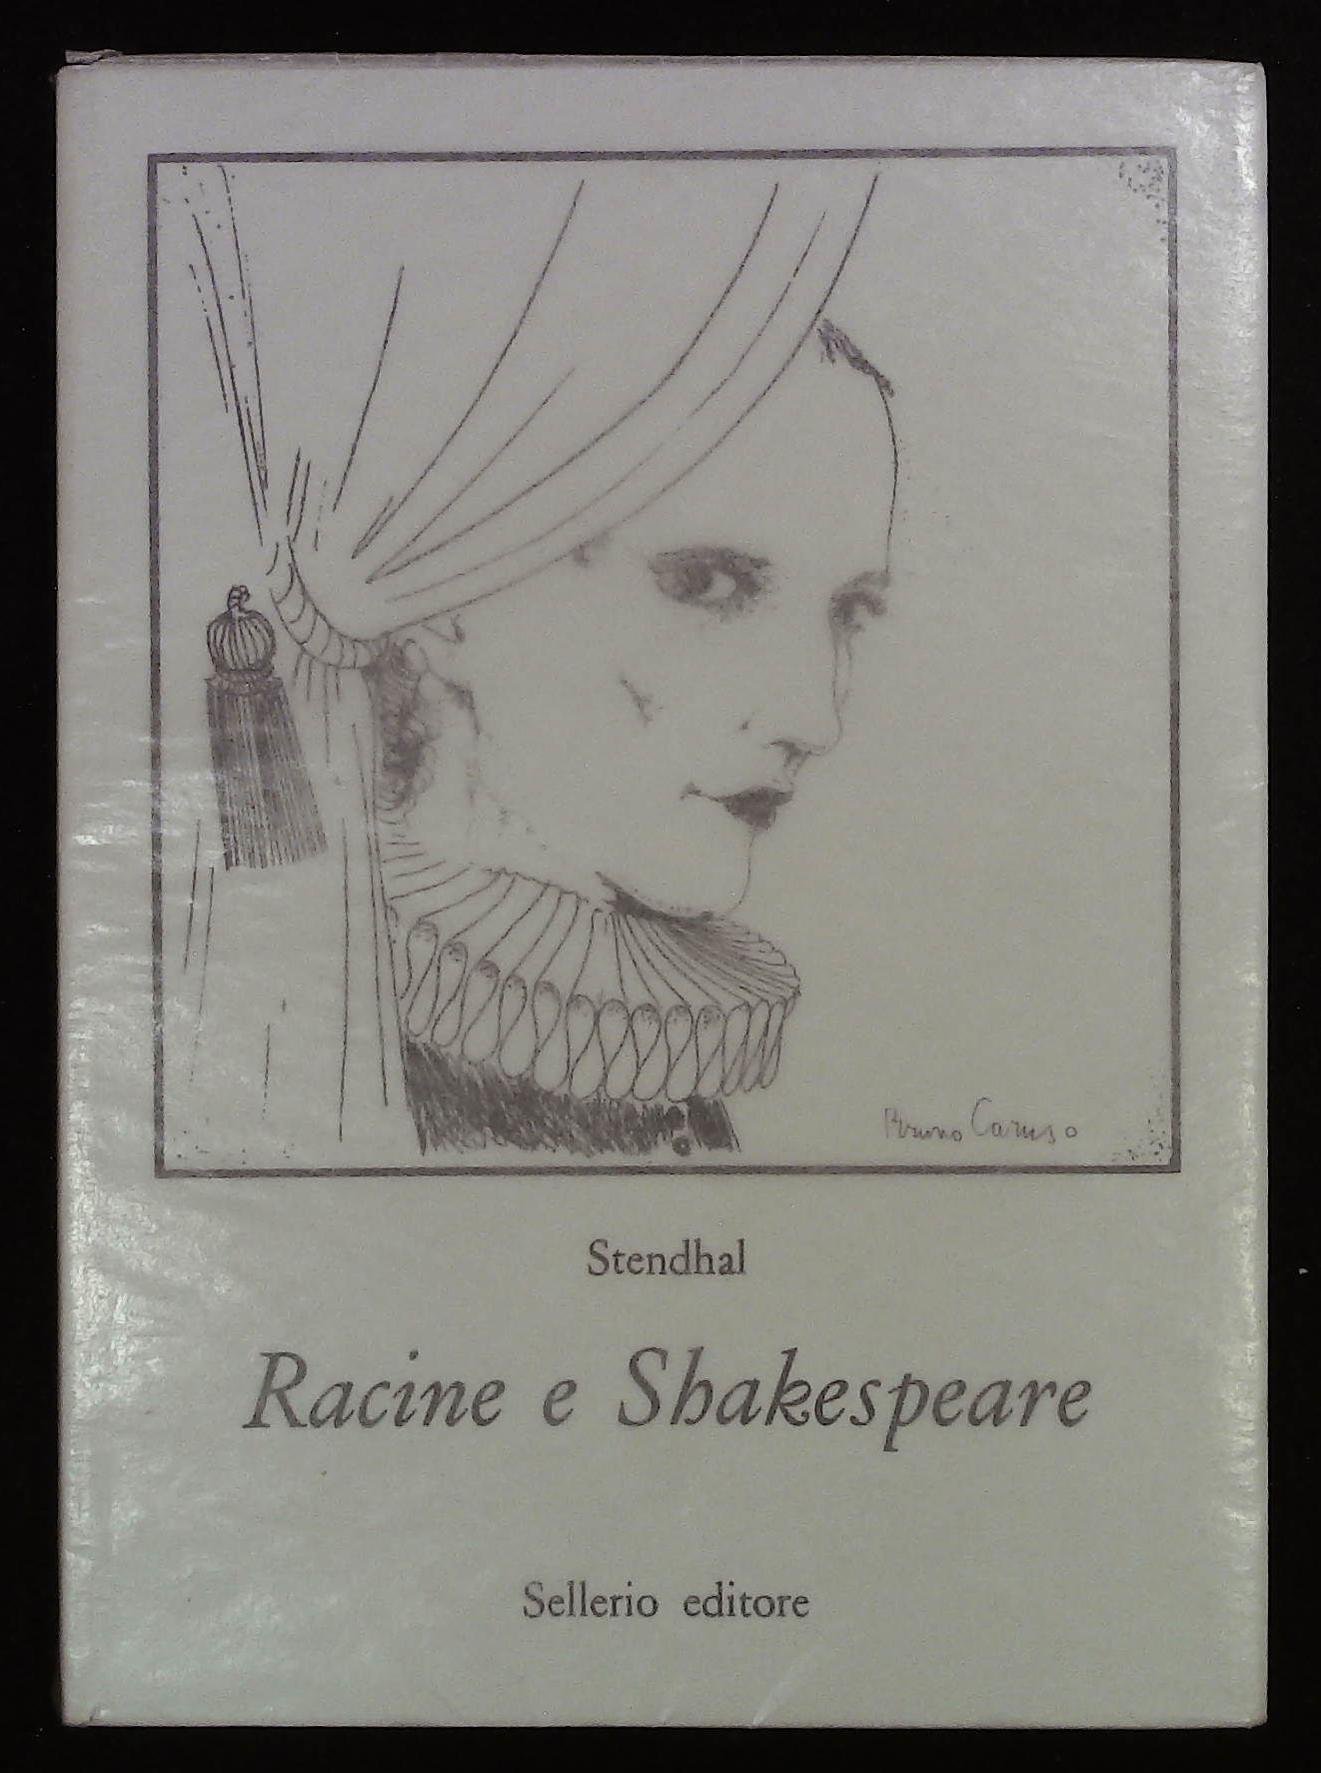 Bruno Caruso
Stendhal
Racine e Shakespeare
Sellerio editore